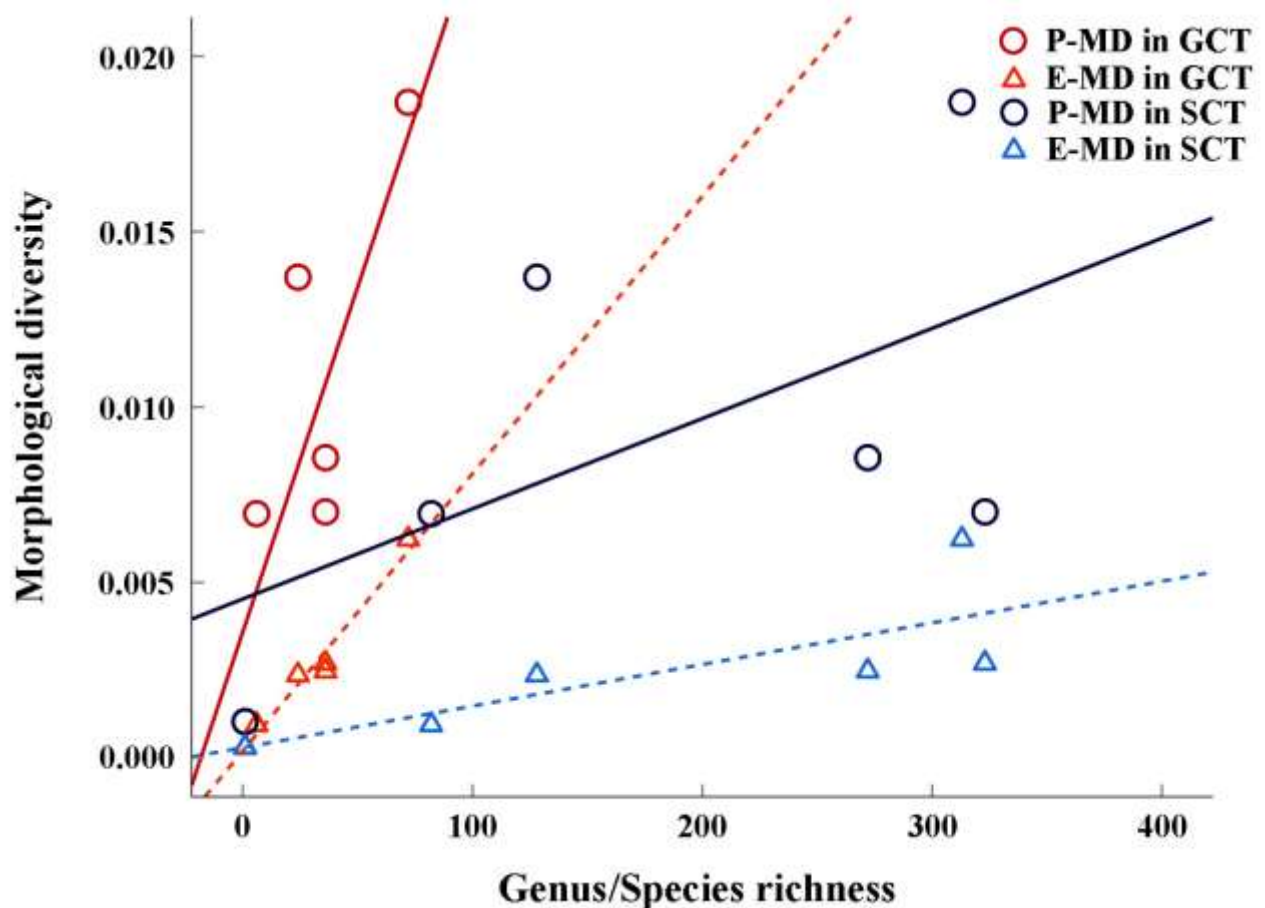 P-MD in GCT
E-MD in GCT
P-MD in SCT
E-MD in SCT
Morphological diversity
0.020
0.015
0.010
0.005
0.000
0 100 200 300 400
Genus/Species richness